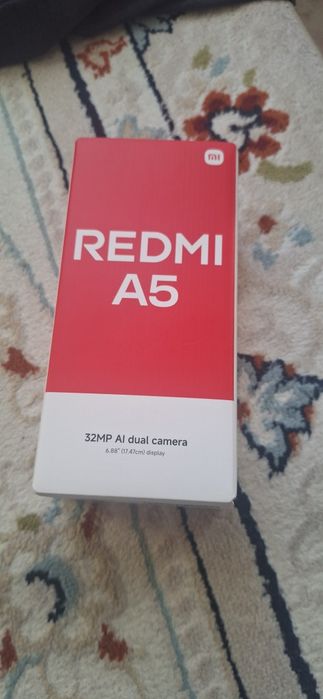 mi
REDMI
A5
32MP AI dual camera
6.88" (17,47cm) display